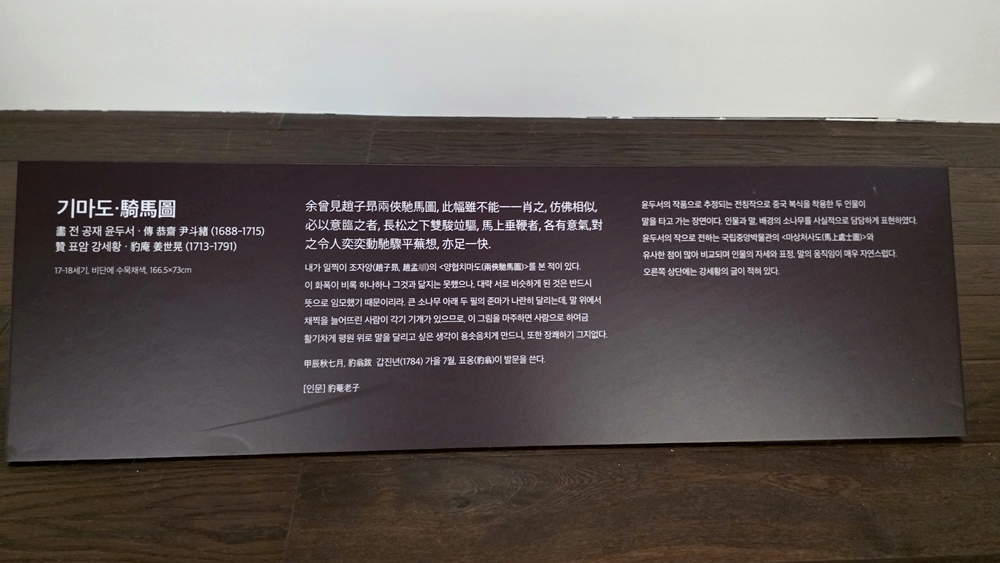 기마도·騎馬圖
畵 전 공재 윤두서 · 傳 恭齋 尹斗緖 (1688-1715)
贊 표암 강세황 · 豹庵 姜世晃 (1713-1791)
17-18세기, 비단에 수묵채색, 166.5×73cm
余曾見趙子昻兩俠馳馬圖, 此幅雖不能一一肖之, 仿佛相似,
必以意臨之者, 長松之下雙駿竝驅, 馬上垂鞭者, 各有意氣,對
之令人奕奕動馳驟平蕪想, 亦足一快.
내가 일찍이 조자앙(趙子昻, 趙孟頫)의 <양협치마도(兩俠馳馬圖)>를 본 적이 있다.
이 화폭이 비록 하나하나 그것과 닮지는 못했으나, 대략 서로 비슷하게 된 것은 반드시
뜻으로 임모했기 때문이리라. 큰 소나무 아래 두 필의 준마가 나란히 달리는데, 말 위에서
채찍을 늘어뜨린 사람이 각기 기개가 있으므로, 이 그림을 마주하면 사람으로 하여금
활기차게 평원 위로 말을 달리고 싶은 생각이 용솟음치게 만드니, 또한 장쾌하기 그지없다.
甲辰秋七月, 豹翁跋 갑진년(1784) 가을 7월, 표옹(豹翁)이 발문을 쓴다.
[인문] 豹菴老子
윤두서의 작품으로 추정되는 전칭작으로 중국 복식을 착용한 두 인물이
말을 타고 가는 장면이다. 인물과 말, 배경의 소나무를 사실적으로 담담하게 표현하였다.
윤두서의 작으로 전하는 국립중앙박물관의 <마상처사도(馬上處士圖)>와
유사한 점이 많아 비교되며 인물의 자세와 표정, 말의 움직임이 매우 자연스럽다.
오른쪽 상단에는 강세황의 글이 적혀 있다.